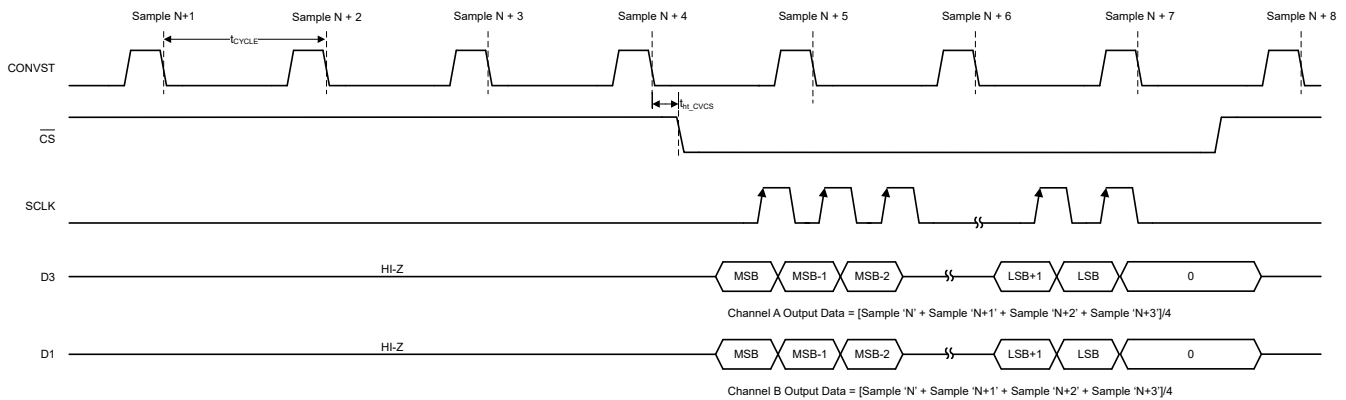 Sample N+1 Sample N + 2 Sample N + 3 Sample N + 4 Sample N + 5 Sample N + 6 Sample N + 7 Sample N + 8
tCYCLE
CONVST
tht_CVCS
CS
SCLK
HI-Z
D3 MSB MSB-1 MSB-2 LSB+1 LSB 0
Channel A Output Data = [Sample ‘N’ + Sample ‘N+1’ + Sample ‘N+2’ + Sample ‘N+3’]/4
HI-Z
D1 MSB MSB-1 MSB-2 LSB+1 LSB 0
Channel B Output Data = [Sample ‘N’ + Sample ‘N+1’ + Sample ‘N+2’ + Sample ‘N+3’]/4